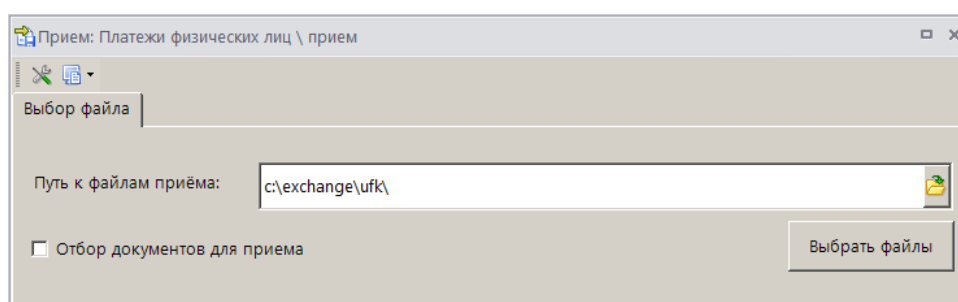 Прием: Платежи физических лиц \ прием
Выбор файла
Путь к файлам приёма: c:\exchange\ufk\
Отбор документов для приема Выбрать файлы